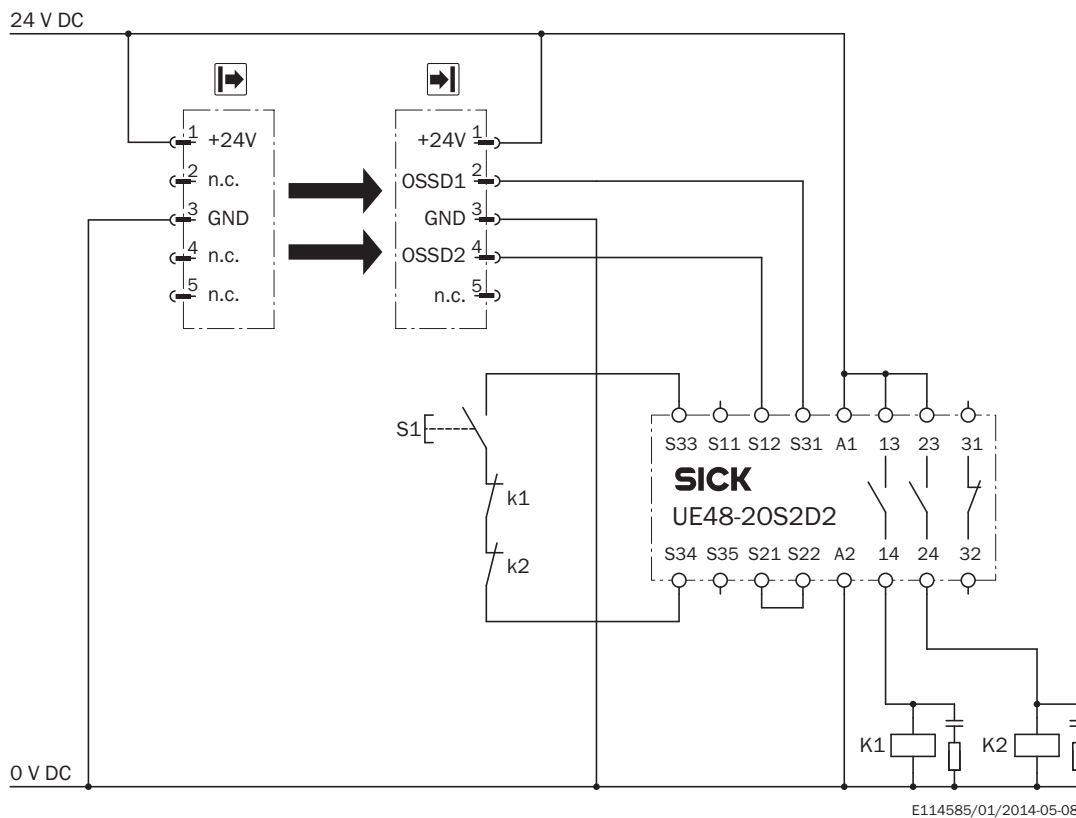 24 V DC
1 +24V
2 n.c.
3 GND
4 n.c.
5 n.c.
+24V 1
OSSD1 2
GND 3
OSSD2 4
n.c. 5
S1
k1
k2
S33 S11 S12 S31 A1 13 23 31
SICK
UE48-2OS2D2
S34 S35 S21 S22 A2 14 24 32
K1
K2
0 V DC
E114585/01/2014-05-08